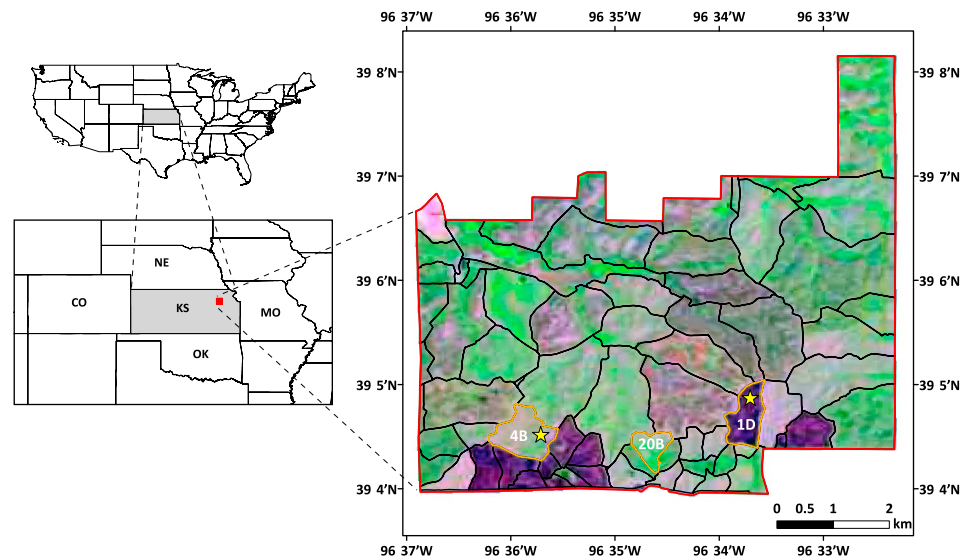 96 37’W 96 36’W 96 35’W 96 34’W 96 33’W
39 8’N 39 8’N
39 7’N 39 7’N
39 6’N 39 6’N
39 5’N 39 5’N
39 4’N 39 4’N
NE
CO KS MO
OK
4B 20B 1D
0 0.5 1 2
km
96 37’W 96 36’W 96 35’W 96 34’W 96 33’W